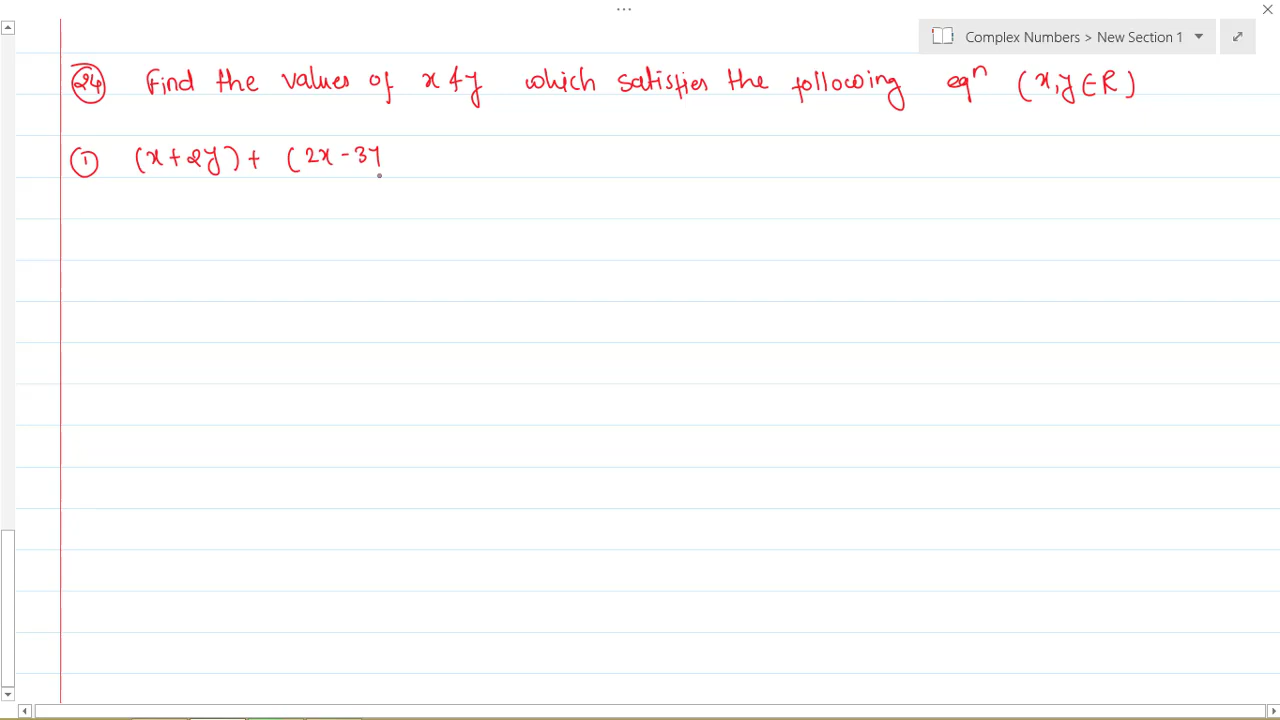 ...
Complex Numbers > New Section 1
24 Find the values of x & y which satisfies the following eqⁿ (x, y ∈ R)
① (x + 2y) + (2x - 3y